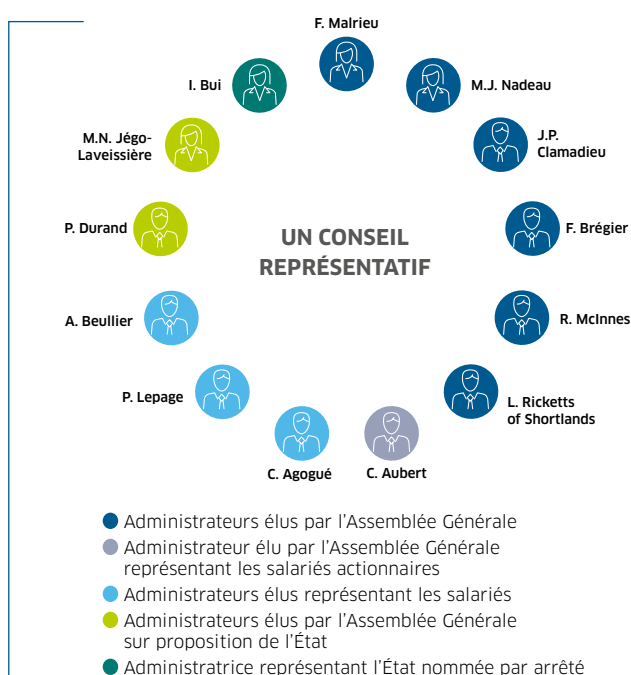 F. Malrieu
I. Bui
M.J. Nadeau
M.N. Jégo-
Laveissière
J.P.
Clamadieu
P. Durand
F. Brégier
UN CONSEIL
REPRÉSENTATIF
A. Beullier
R. McInnes
P. Lepage
L. Ricketts
of Shortlands
C. Agogué
C. Aubert
Administrateurs élus par l'Assemblée Générale
Administrateur élu par l'Assemblée Générale
représentant les salariés actionnaires
Administrateurs élus représentant les salariés
Administrateurs élus par l'Assemblée Générale
sur proposition de l'État
Administratrice représentant l'État nommée par arrêté